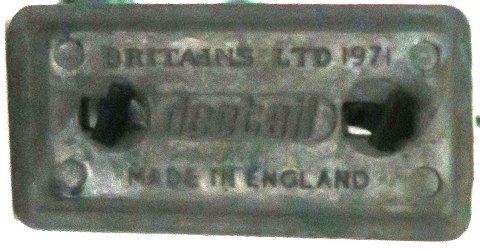 BRITAINS LTD 1971
deetail
MADE IN ENGLAND